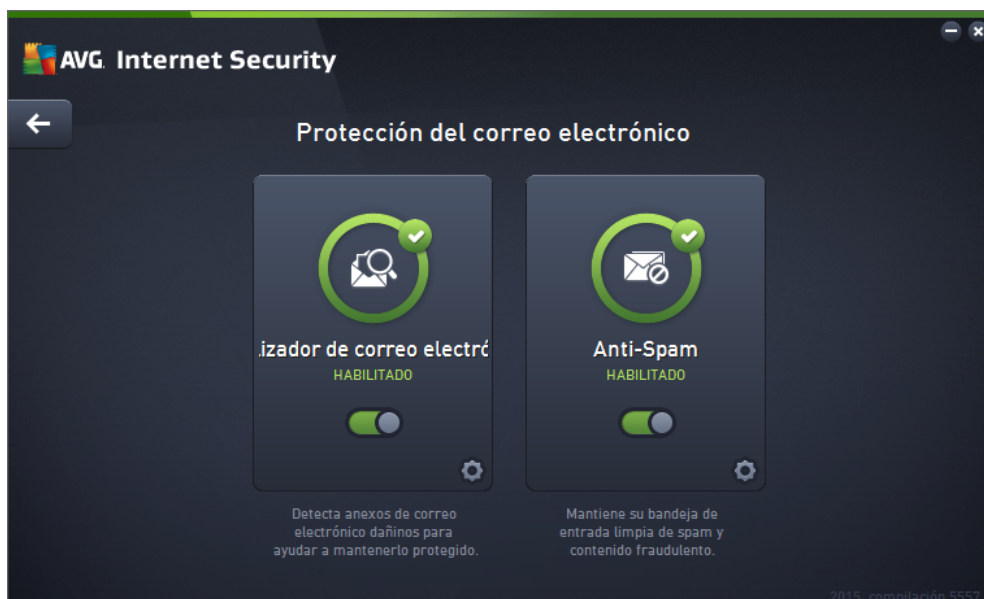 AVG. Internet Security
Protección del correo electrónico
izador de correo electró
Anti-Spam
HABILITADO
HABILITADO
Detecta anexos de correo
electrónico dañinos para
ayudar a mantenerlo protegido.
Mantiene su bandeja de
entrada limpia de spam y
contenido fraudulento.
2015, compilación 5557